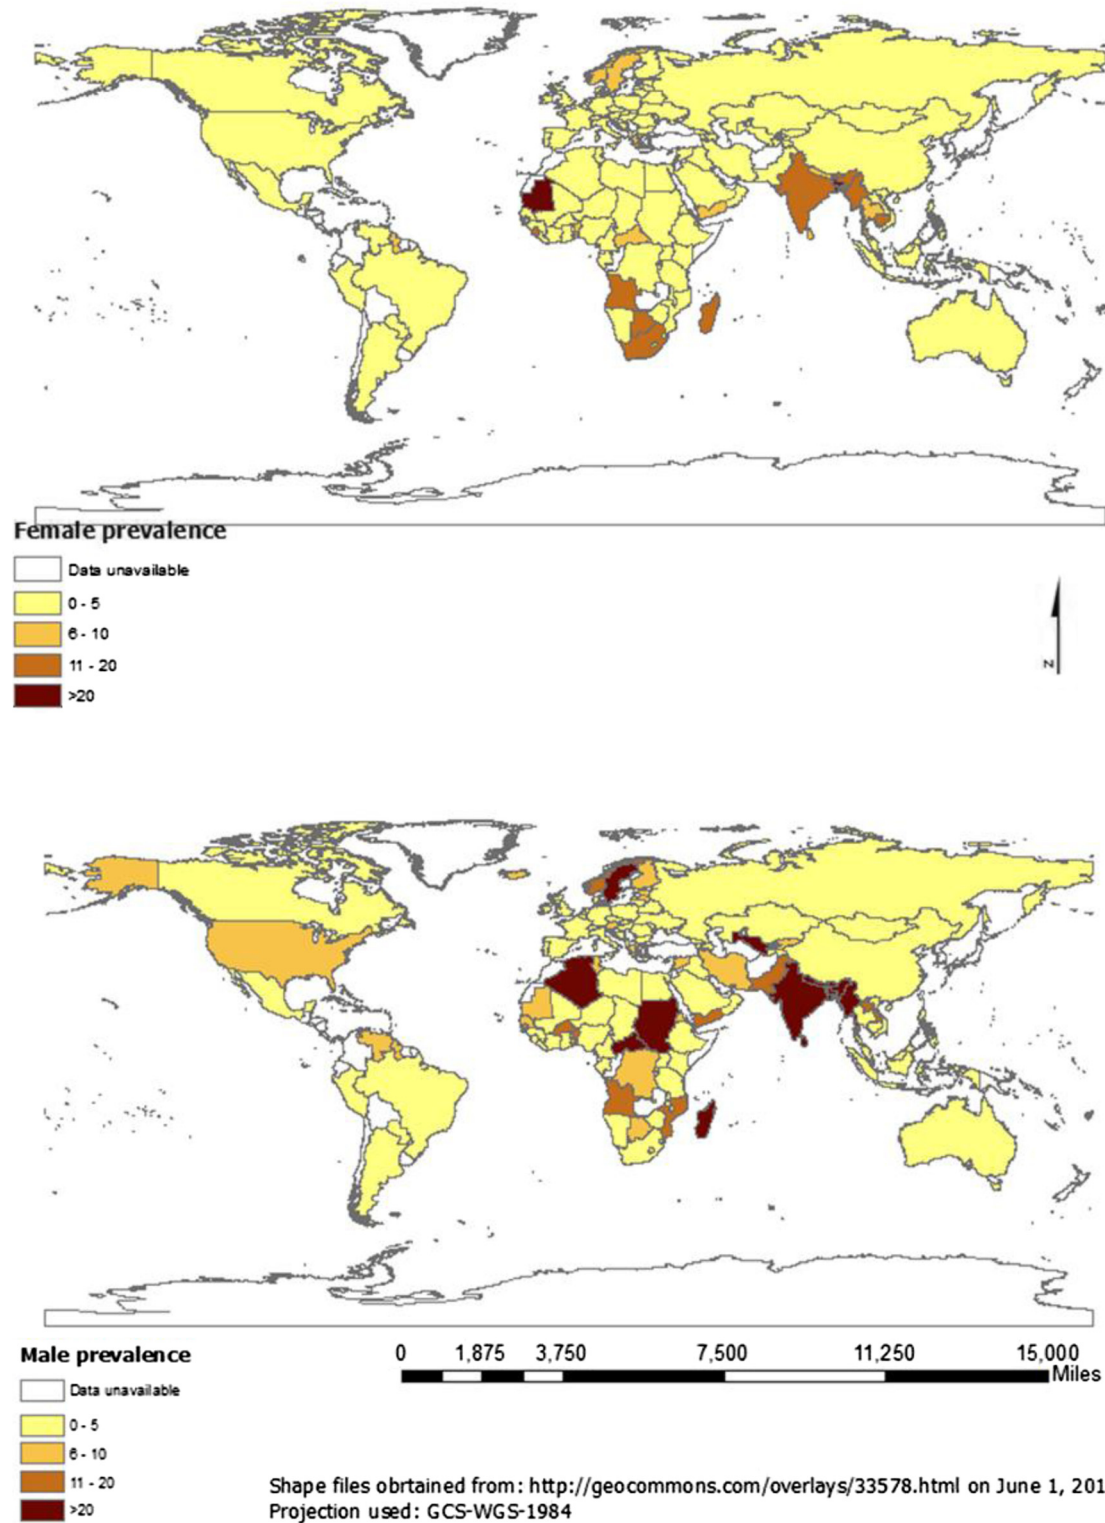 Female prevalence
Data unavailable
0 - 5
6 - 10
11 - 20
>20
N
Male prevalence
Data unavailable
0 - 5
6 - 10
11 - 20
>20
0 1,875 3,750 7,500 11,250 15,000
Miles
Shape files obrtained from: http://geocommons.com/overlays/33578.html on June 1, 201
Projection used: GCS-WGS-1984